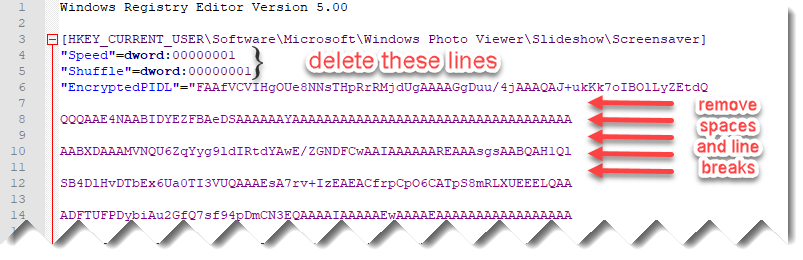 1 Windows Registry Editor Version 5.00
2
3 [HKEY_CURRENT_USER\Software\Microsoft\Windows Photo Viewer\Slideshow\Screensaver]
4 "Speed"=dword:00000001
5 "Shuffle"=dword:00000001
delete these lines
6 "EncryptedPIDL"="FAAfVCVIHgOUe8NNsTHpRrRMjdUgAAAAGgDuu/4jAAAQAJ+ukKk7oIBOlLyZEtdQ
7
8 QQQAAE4NAABIDYEZFBAeDSAAAAAAYAAAAAAAAAAAAAAAAAAAAAAAAAAAAAAAAAAAAA
9
10 AABXDAAAMVNQU6ZqYyg9ldIRtdYAwE/ZGNDFCwAAIAAAAAAREAAAsgsAABQAH1Ql
11
12 SB4DlHvDTbEx6Ua0TI3VUQAAAEsA7rv+IzEAEACfrpCpO6CATpS8mRLXUEEELQAA
13
14 ADFTUFPDybiAu2GfQ7sf94pDmCN3EQAAAAIAAAAAEwAAAAEAAAAAAAAAAAAAAAAA
remove
spaces
and line
breaks